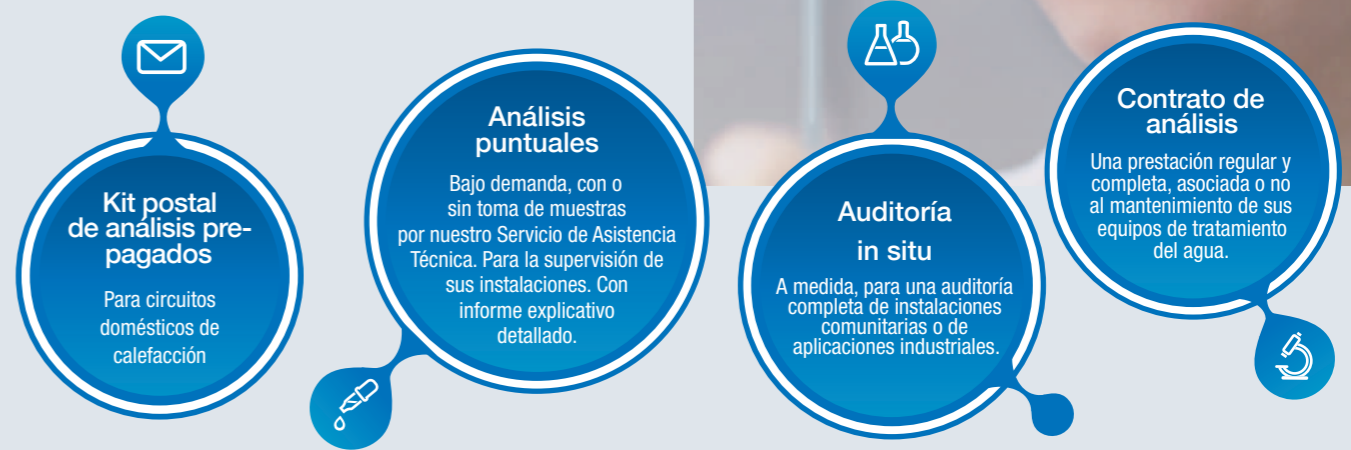 Kit postal
de análisis pre-
pagados
Para circuitos
domésticos de
calefacción
Análisis
puntuales
Bajo demanda, con o
sin toma de muestras
por nuestro Servicio de Asistencia
Técnica. Para la supervisión de
sus instalaciones. Con
informe explicativo
detallado.
Auditoría
in situ
A medida, para una auditoría
completa de instalaciones
comunitarias o de
aplicaciones industriales.
Contrato de
análisis
Una prestación regular y
completa, asociada o no
al mantenimiento de sus
equipos de tratamiento
del agua.